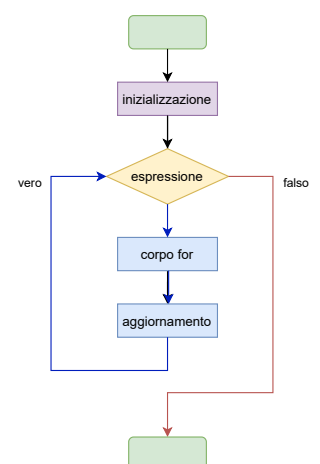 inizializzazione
espressione
vero
falso
corpo for
aggiornamento